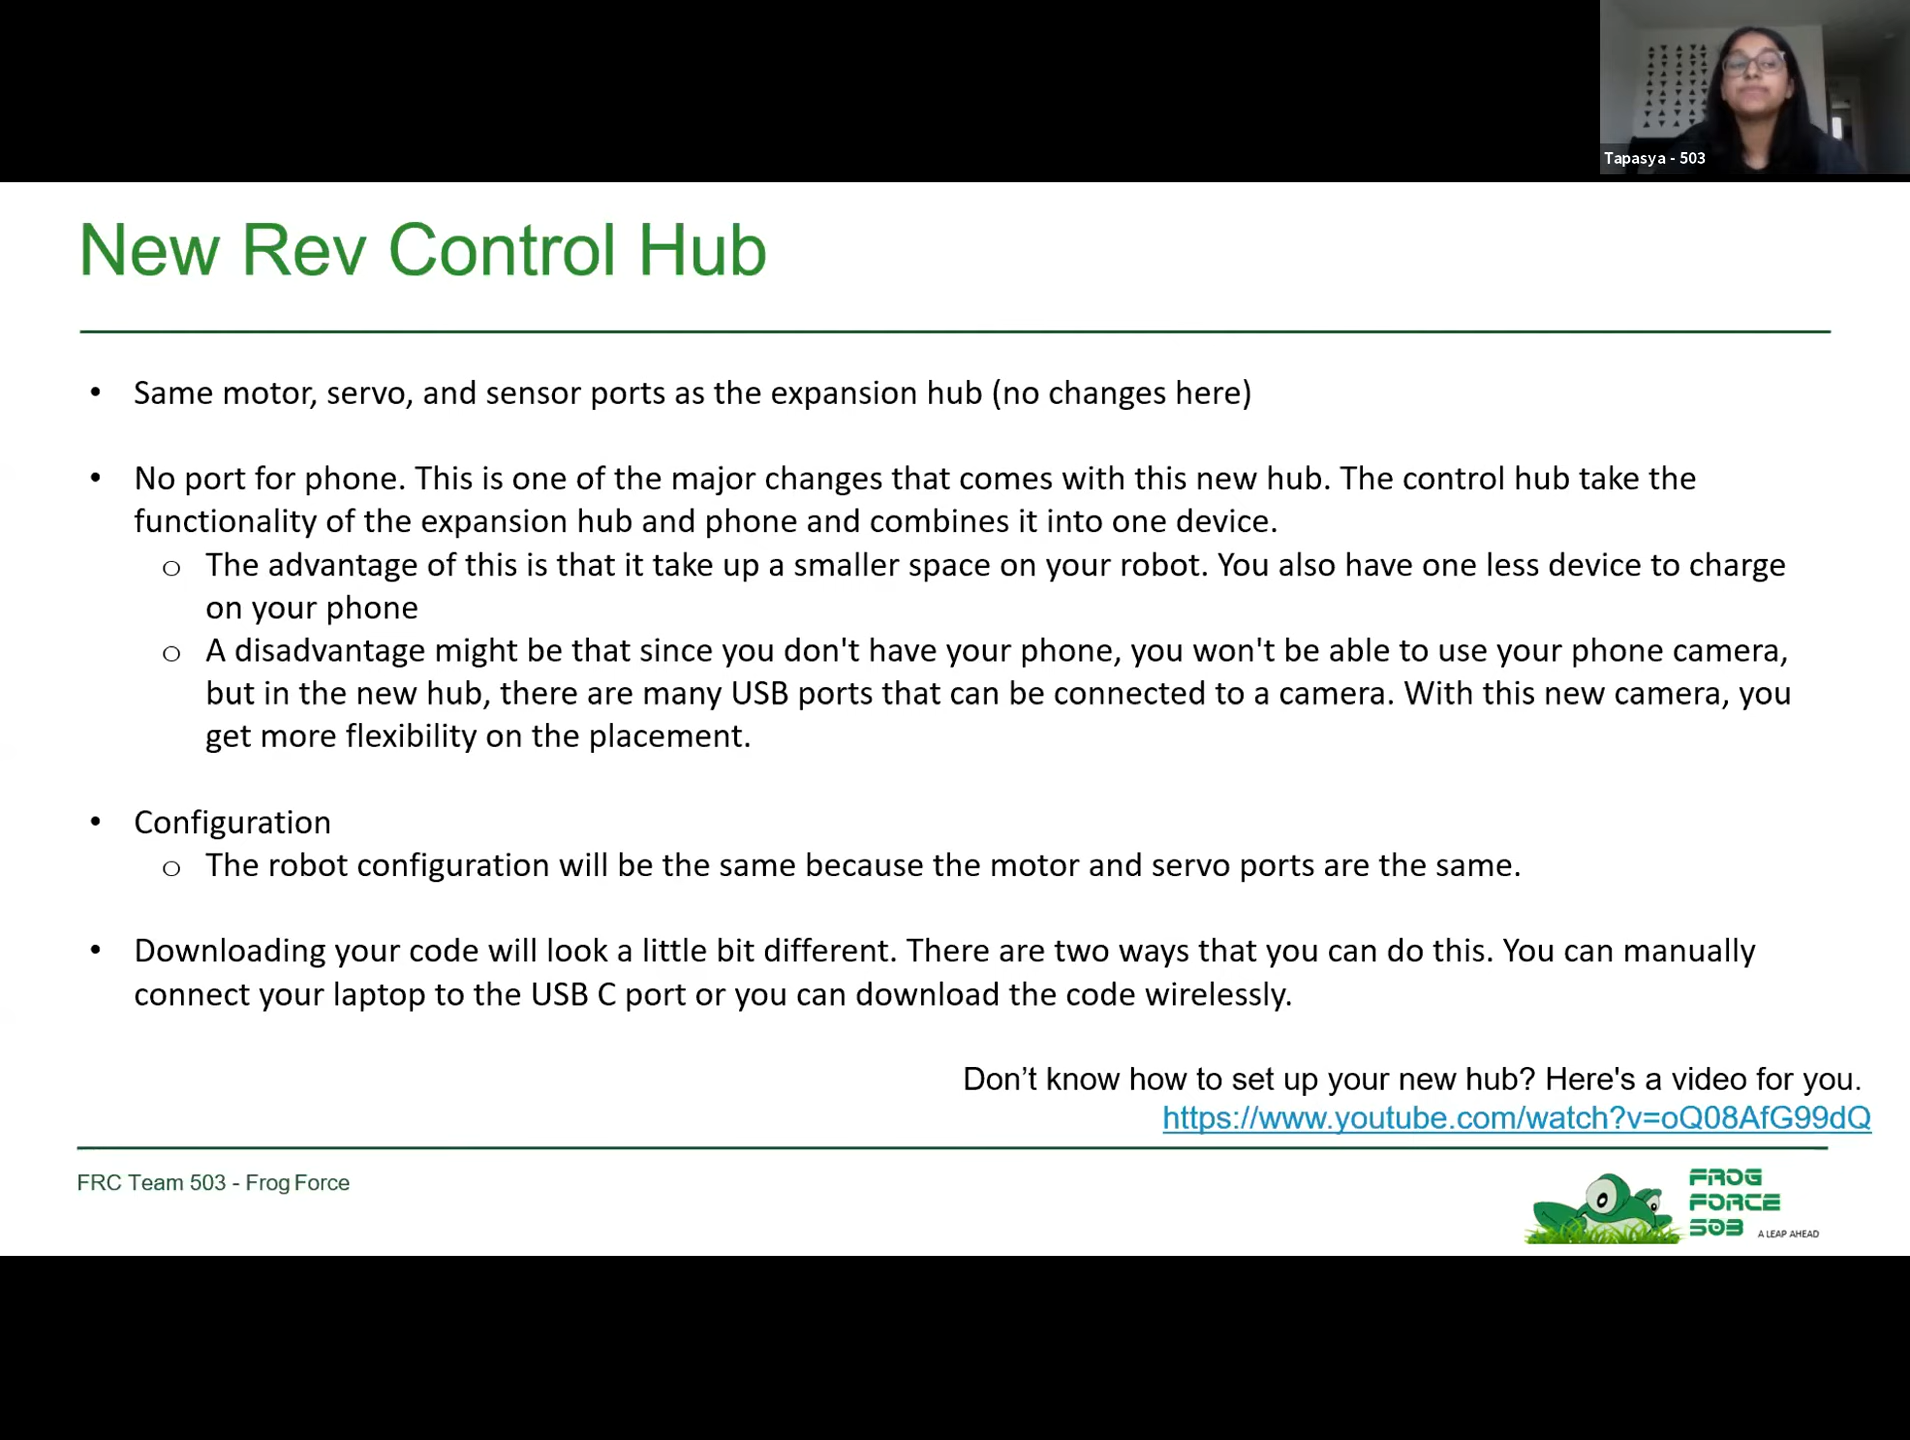 Tapasya - 503
New Rev Control Hub
• Same motor, servo, and sensor ports as the expansion hub (no changes here)
• No port for phone. This is one of the major changes that comes with this new hub. The control hub take the
functionality of the expansion hub and phone and combines it into one device.
o The advantage of this is that it take up a smaller space on your robot. You also have one less device to charge
on your phone
o A disadvantage might be that since you don't have your phone, you won't be able to use your phone camera,
but in the new hub, there are many USB ports that can be connected to a camera. With this new camera, you
get more flexibility on the placement.
• Configuration
o The robot configuration will be the same because the motor and servo ports are the same.
• Downloading your code will look a little bit different. There are two ways that you can do this. You can manually
connect your laptop to the USB C port or you can download the code wirelessly.
Don’t know how to set up your new hub? Here's a video for you.
https://www.youtube.com/watch?v=oQ08AfG99dQ
FRC Team 503 - Frog Force
FROG
FORCE
503 A LEAP AHEAD